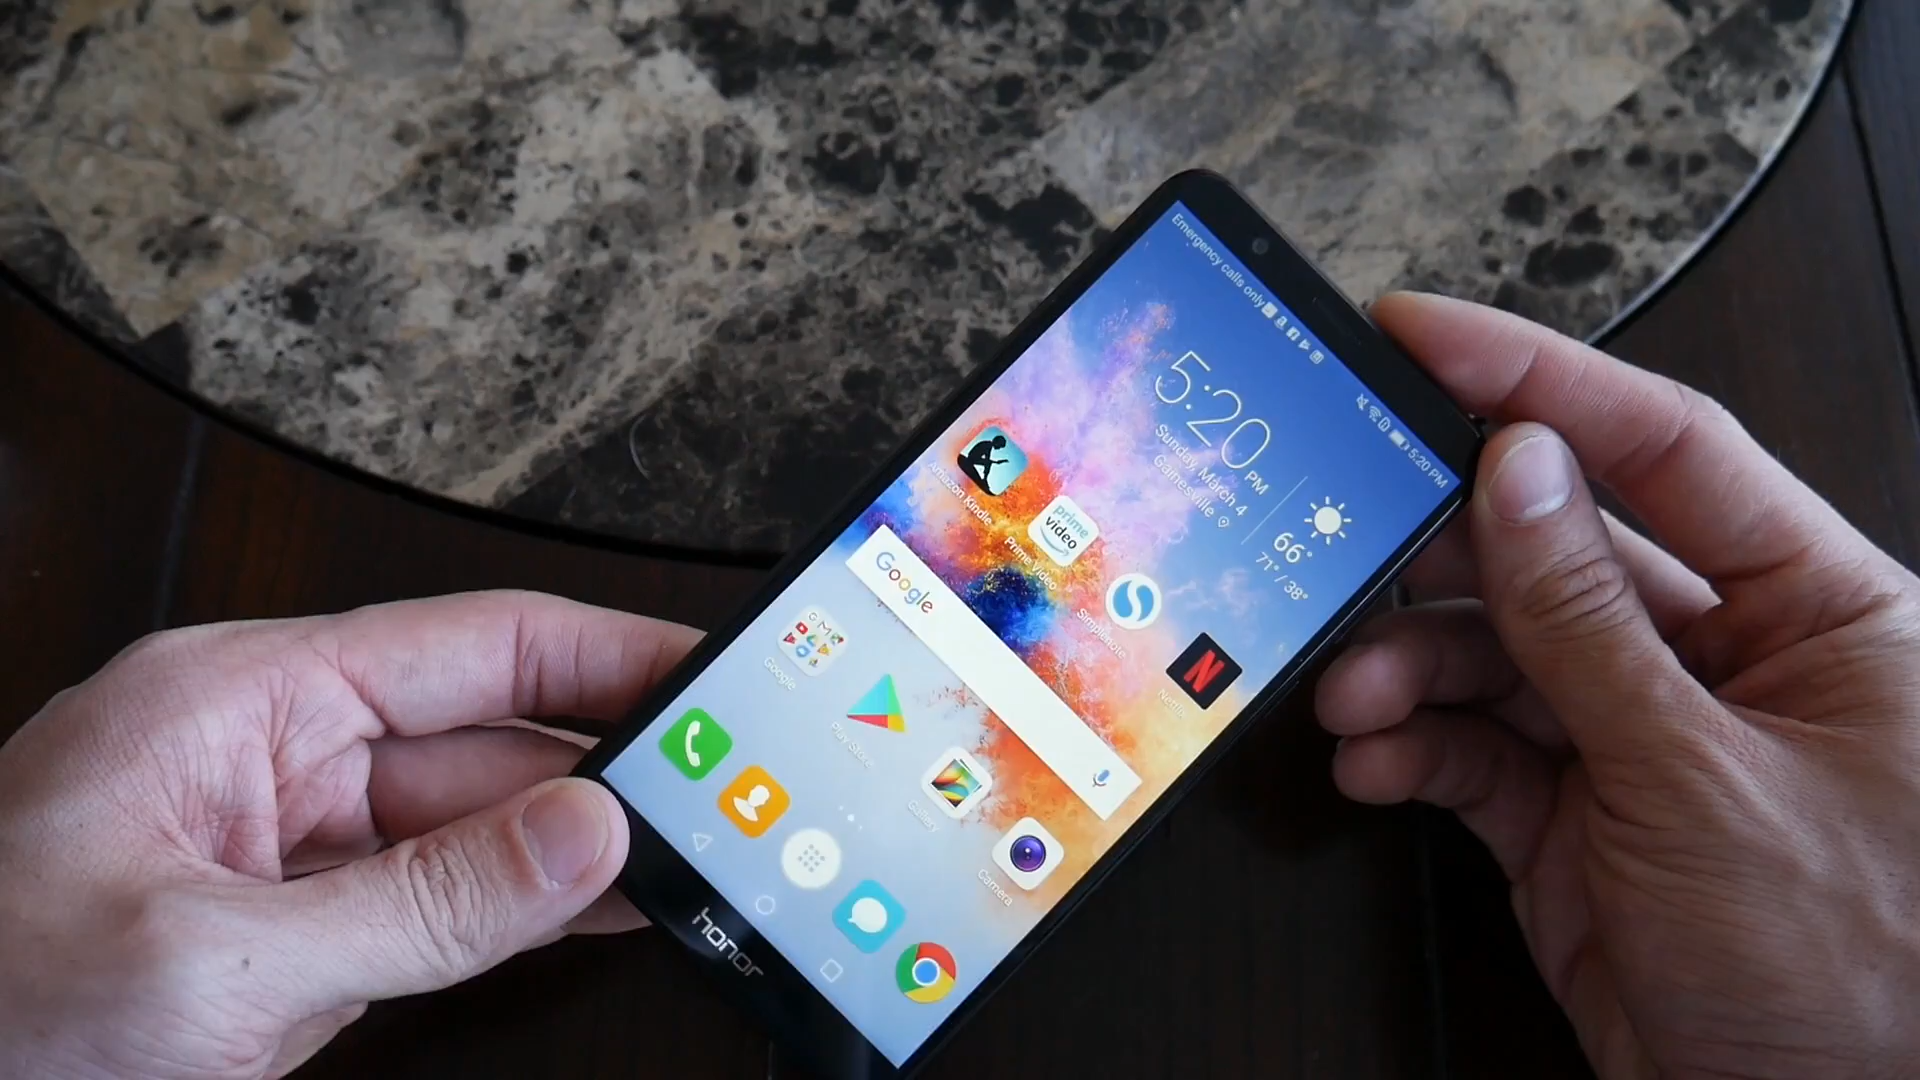 Emergency calls only
5:20 PM
5:20 PM
Sunday, March 4
Gainesville
66°
71° / 38°
Amazon Kindle
prime video
Prime Video
Simplenote
N
Netflix
Google
G M
Google
Play Store
Gallery
Camera
honor